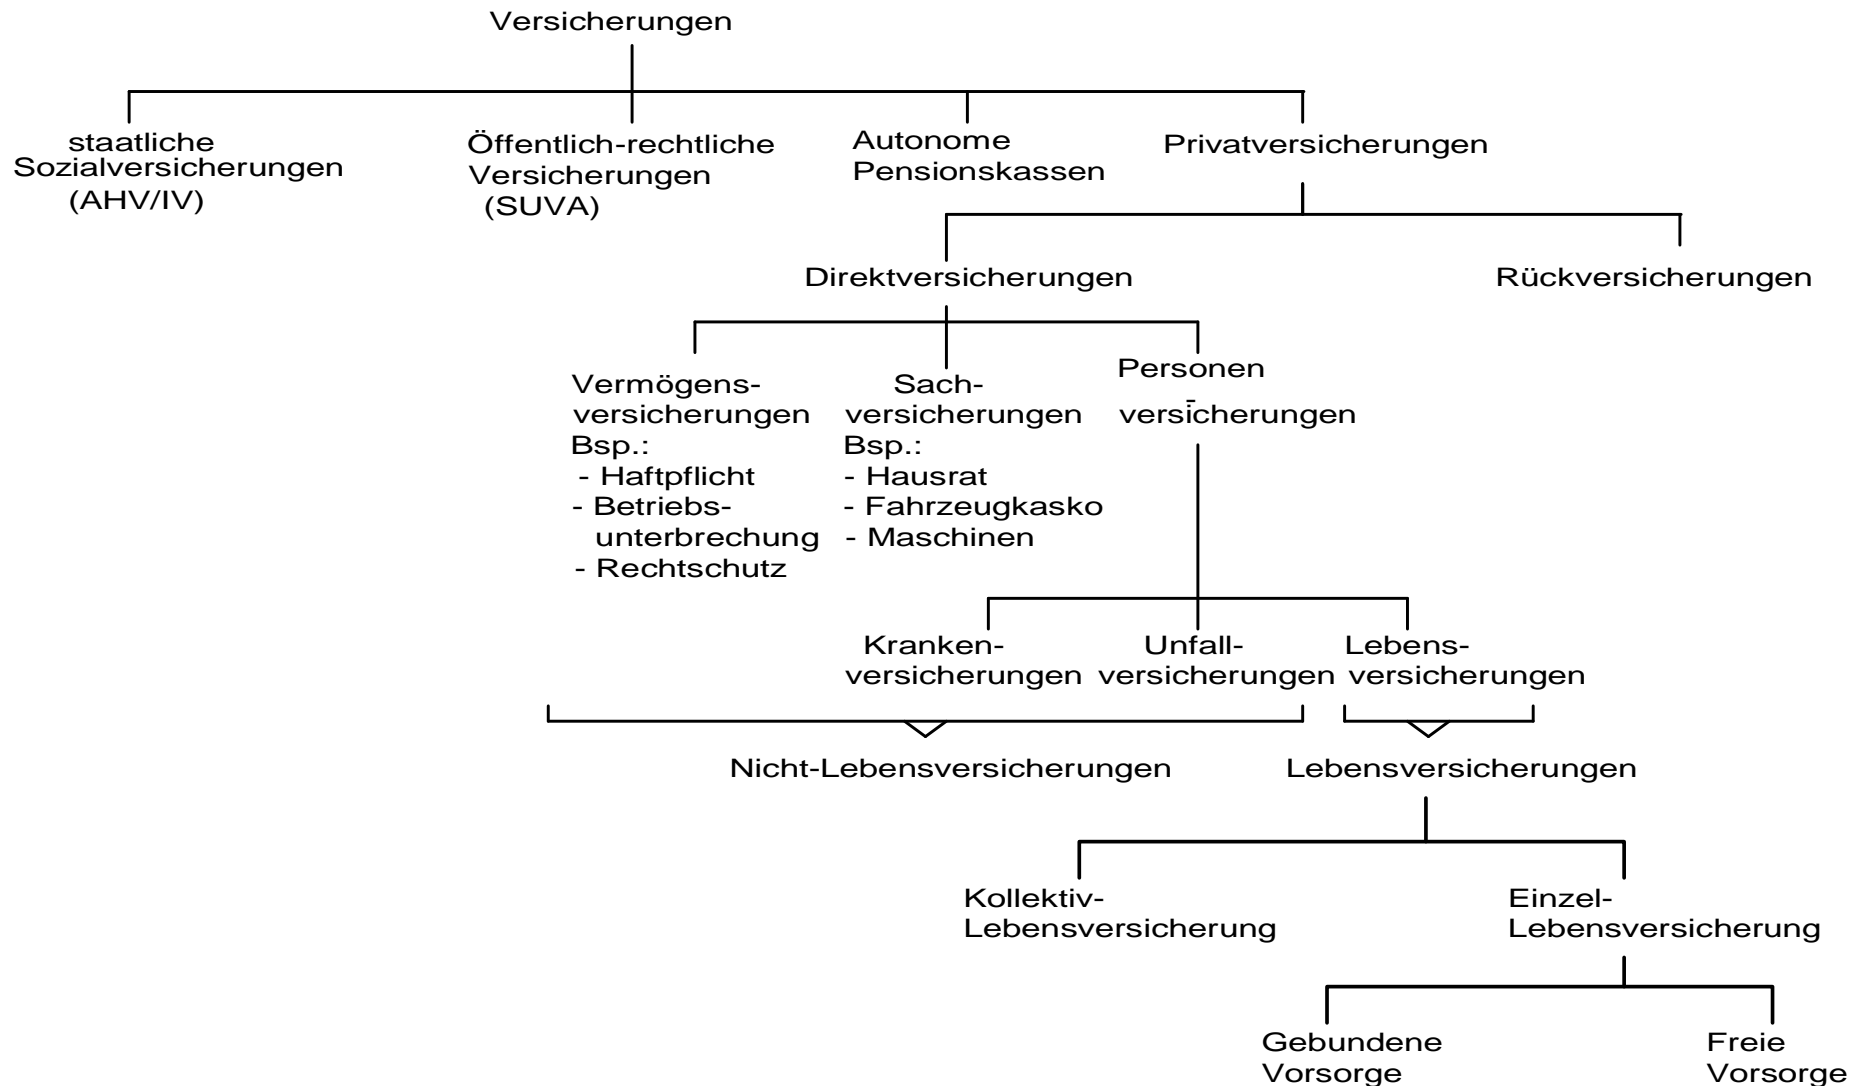 Versicherungen
staatliche
Sozialversicherungen
(AHV/IV)
Öffentlich-rechtliche
Versicherungen
(SUVA)
Autonome
Pensionskassen
Privatversicherungen
Direktversicherungen
Rückversicherungen
Vermögens-
versicherungen
Bsp.:
- Haftpflicht
- Betriebs-
unterbrechung
- Rechtschutz
Sach-
versicherungen
Bsp.:
- Hausrat
- Fahrzeugkasko
- Maschinen
Personen
-
versicherungen
Kranken-
versicherungen
Unfall-
versicherungen
Lebens-
versicherungen
Nicht-Lebensversicherungen
Lebensversicherungen
Kollektiv-
Lebensversicherung
Einzel-
Lebensversicherung
Gebundene
Vorsorge
Freie
Vorsorge